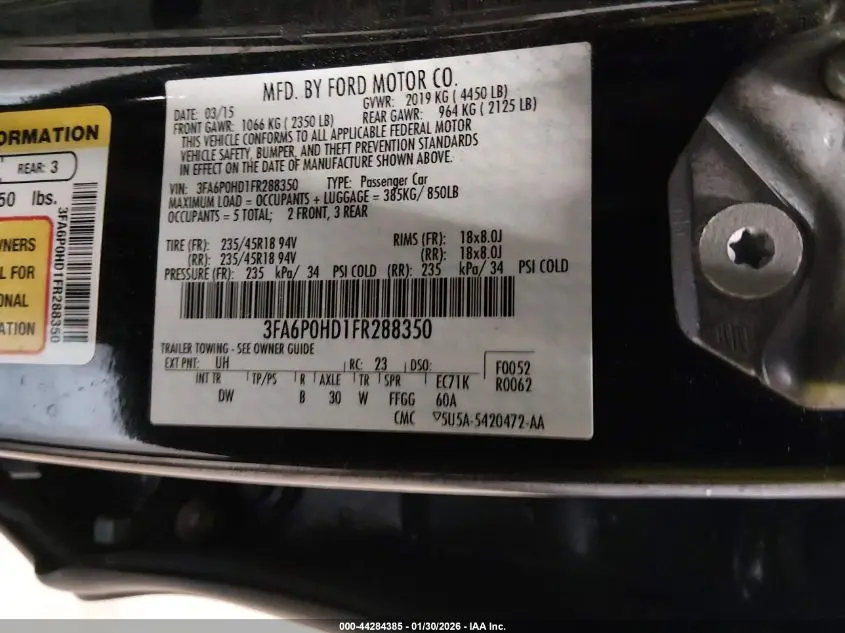 MFD. BY FORD MOTOR CO.
DATE: 03/15 GVWR: 2019 KG ( 4450 LB)
FRONT GAWR: 1066 KG ( 2350 LB) REAR GAWR: 964 KG ( 2125 LB)
THIS VEHICLE CONFORMS TO ALL APPLICABLE FEDERAL MOTOR
VEHICLE SAFETY, BUMPER, AND THEFT PREVENTION STANDARDS
IN EFFECT ON THE DATE OF MANUFACTURE SHOWN ABOVE.
VIN: 3FA6P0HD1FR288350 TYPE: Passenger Car
MAXIMUM LOAD = OCCUPANTS + LUGGAGE = 385KG/ 850LB
OCCUPANTS = 5 TOTAL; 2 FRONT, 3 REAR
TIRE (FR): 235/45R18 94V RIMS (FR): 18x8.0J
(RR): 235/45R18 94V (RR): 18x8.0J
PRESSURE (FR): 235 kPa/ 34 PSI COLD (RR): 235 kPa/ 34 PSI COLD
3FA6P0HD1FR288350
TRAILER TOWING - SEE OWNER GUIDE
EXT PNT: UH RC: 23 DSO: F0052
INT TR TP/PS R AXLE TR SPR EC71K R0062
DW B 30 W FFGG 60A
CMC ▽5U5A-5420472-AA
ORMATION
REAR: 3
50 lbs.
3FA6P0HD1FR288350
WNERS
L FOR
ONAL
ATION
000-44284385 - 01/30/2026 - IAA Inc.